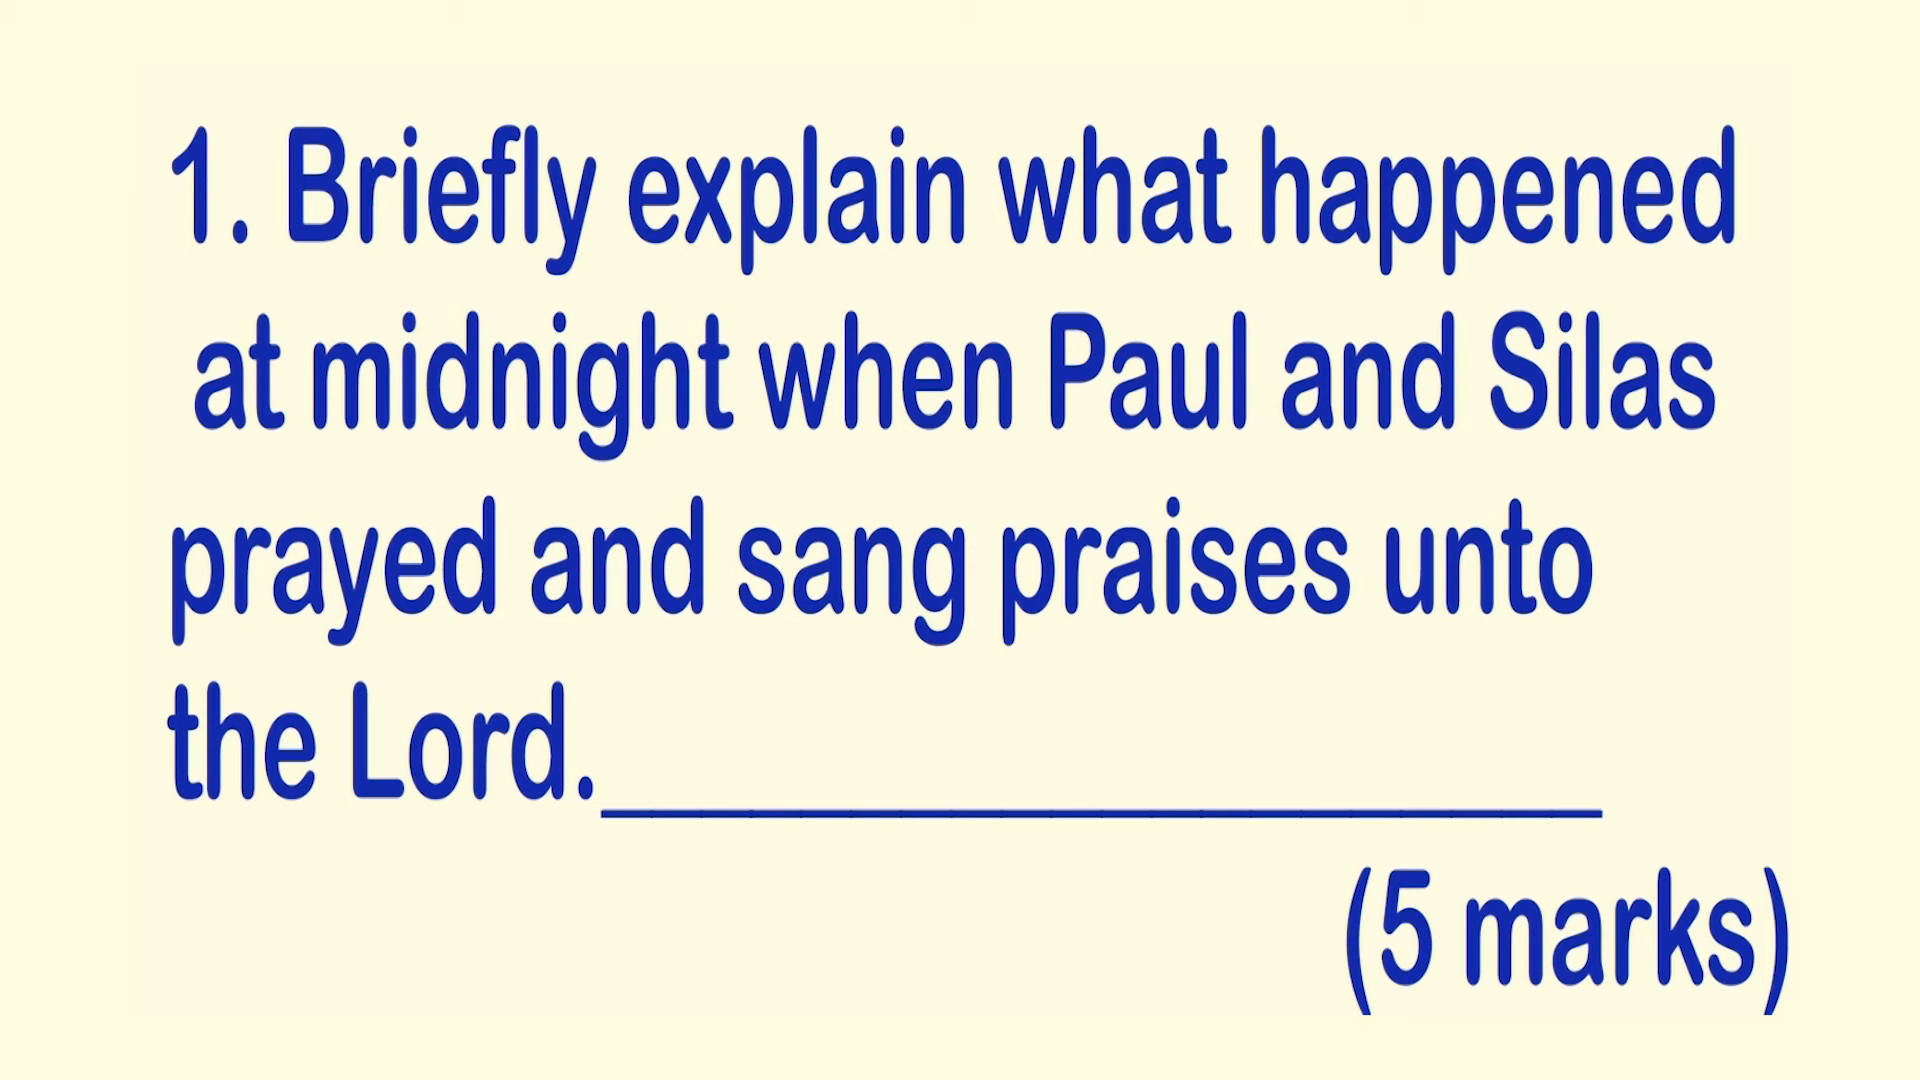 1. Briefly explain what happened
at midnight when Paul and Silas
prayed and sang praises unto
the Lord.____________________
(5 marks)